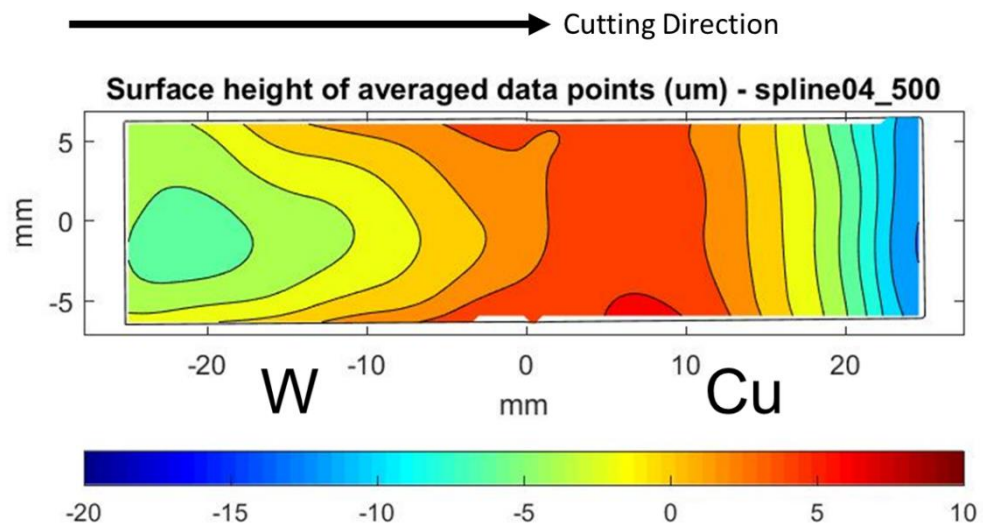 Cutting Direction
Surface height of averaged data points (um) - spline04_500
5
0
-5
mm
-20 -10 0 10 20
W Cu
mm
-20 -15 -10 -5 0 5 10